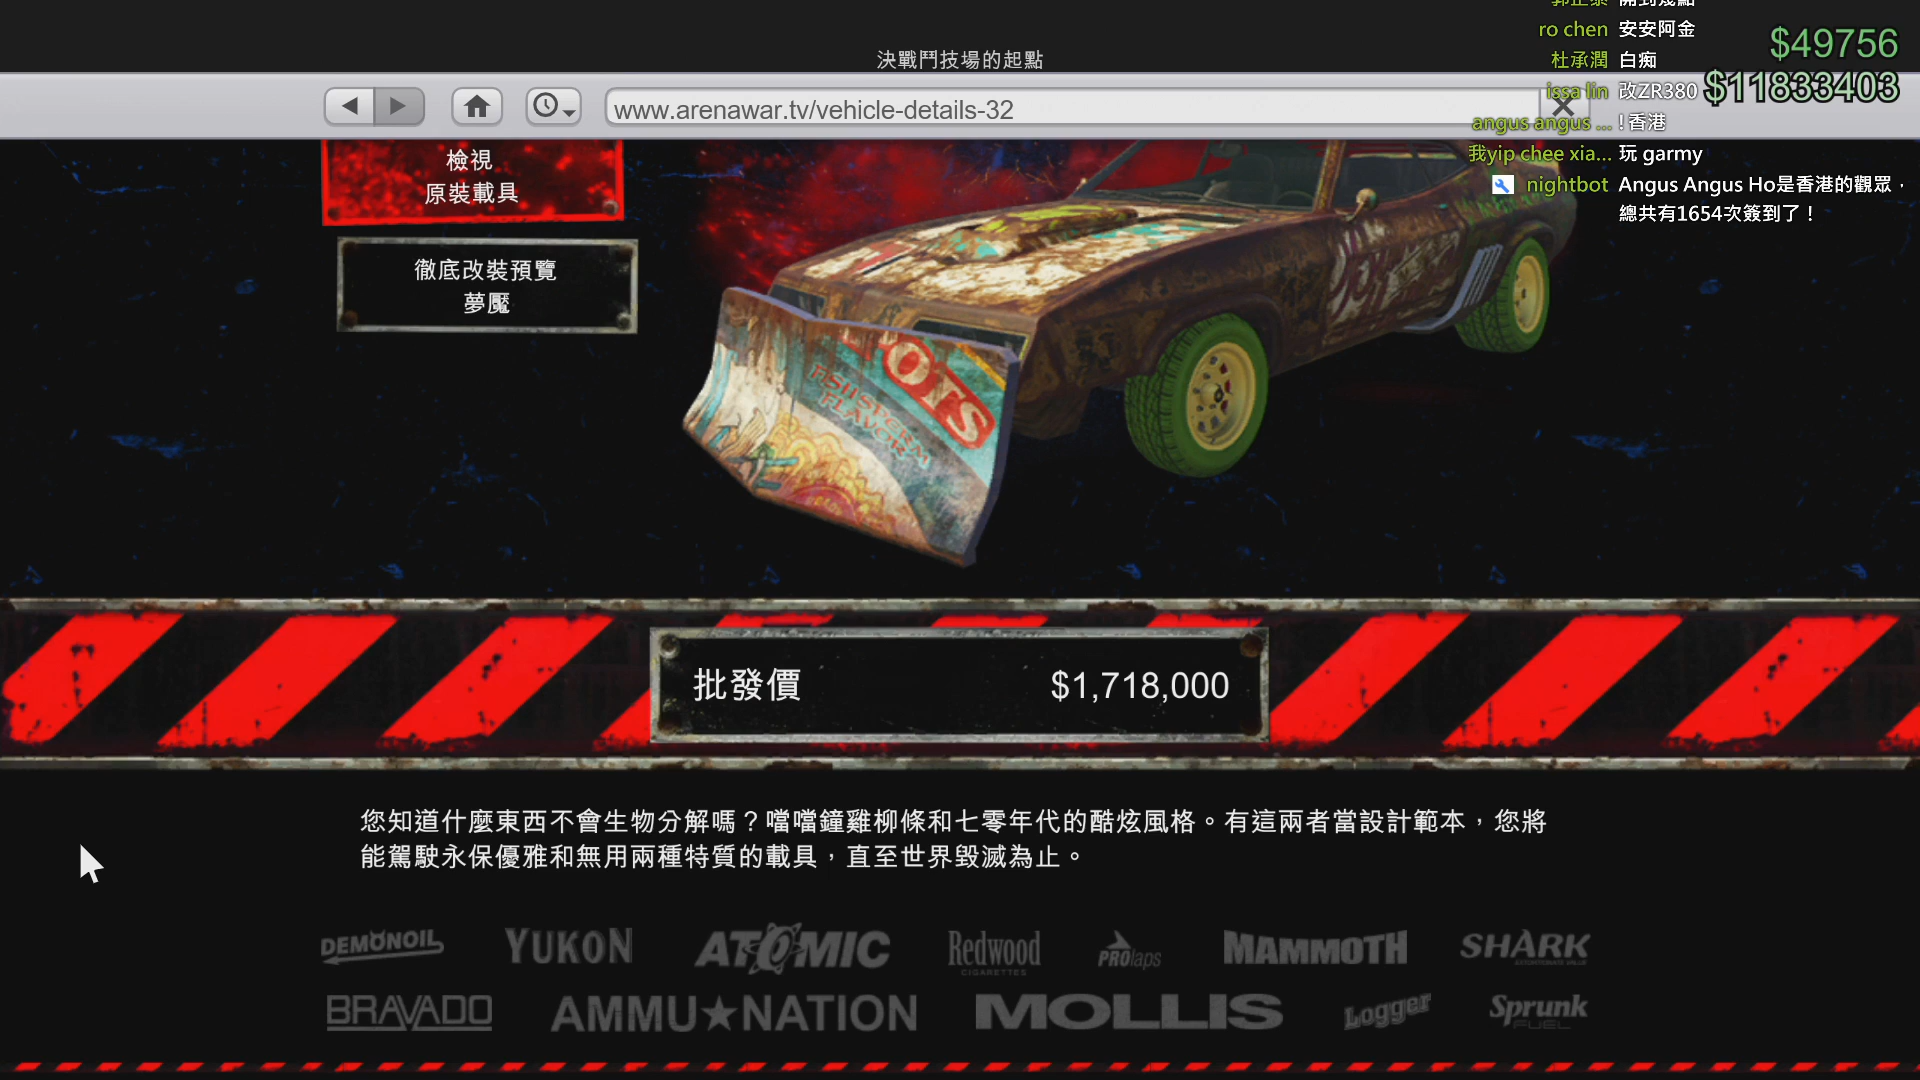 決戰鬥技場的起點
www.arenawar.tv/vehicle-details-32
$49756
$11833403
ro chen 安安阿金
杜承潤 白痴
issa lin 改ZR380
angus angus ... ! 香港
我yip chee xia... 玩 garmy
nightbot Angus Angus Ho是香港的觀眾，
總共有1654次簽到了！
檢視
原裝載具
徹底改裝預覽
夢魘
OTS
FISHSPERM
FLAVOR
批發價 $1,718,000
您知道什麼東西不會生物分解嗎？噹噹鐘雞柳條和七零年代的酷炫風格。有這兩者當設計範本，您將
能駕駛永保優雅和無用兩種特質的載具，直至世界毀滅為止。
DEMONOIL YUKON ATOMIC Redwood CIGARETTES PROlaps MAMMOTH SHARK
BRAVADO AMMU★NATION MOLLIS Logger Sprunk FUEL